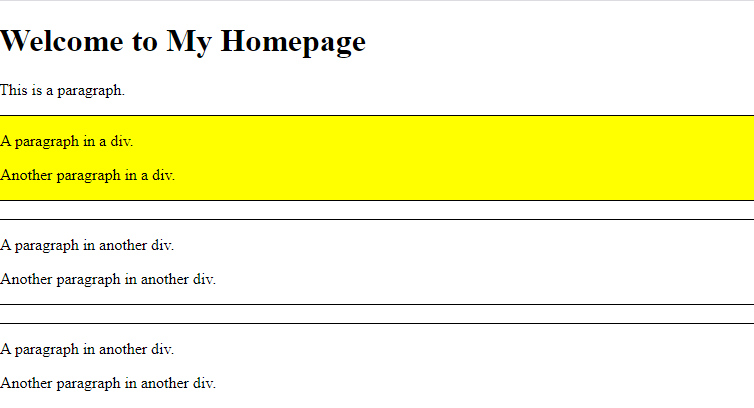 Welcome to My Homepage
This is a paragraph.
A paragraph in a div.
Another paragraph in a div.
A paragraph in another div.
Another paragraph in another div.
A paragraph in another div.
Another paragraph in another div.